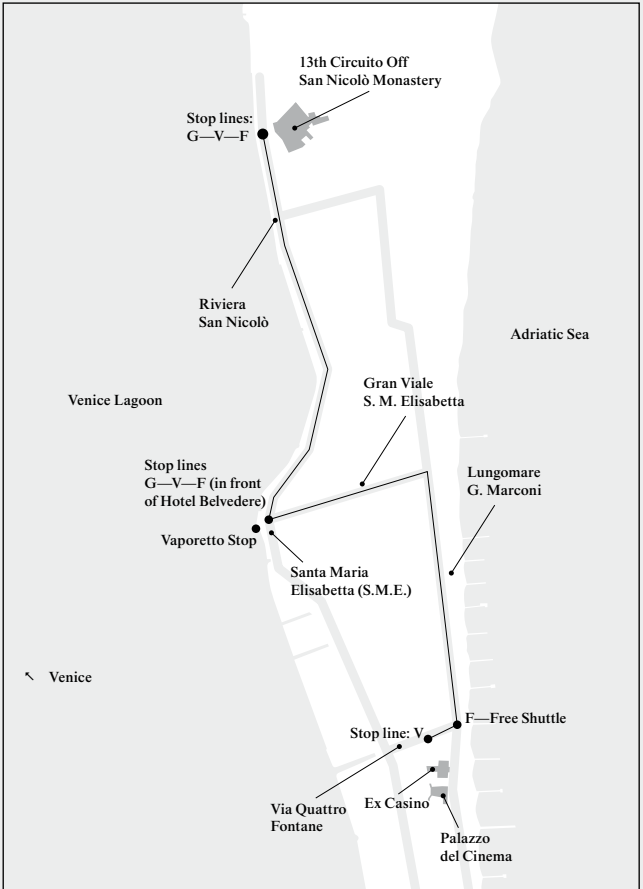 13th Circuito Off
San Nicolò Monastery
Stop lines:
G—V—F
Riviera
San Nicolò
Adriatic Sea
Gran Viale
S. M. Elisabetta
Venice Lagoon
Stop lines
G—V—F (in front
of Hotel Belvedere)
Lungomare
G. Marconi
Vaporetto Stop
Santa Maria
Elisabetta (S.M.E.)
Venice
F—Free Shuttle
Stop line: V
Ex Casino
Via Quattro
Fontane
Palazzo
del Cinema